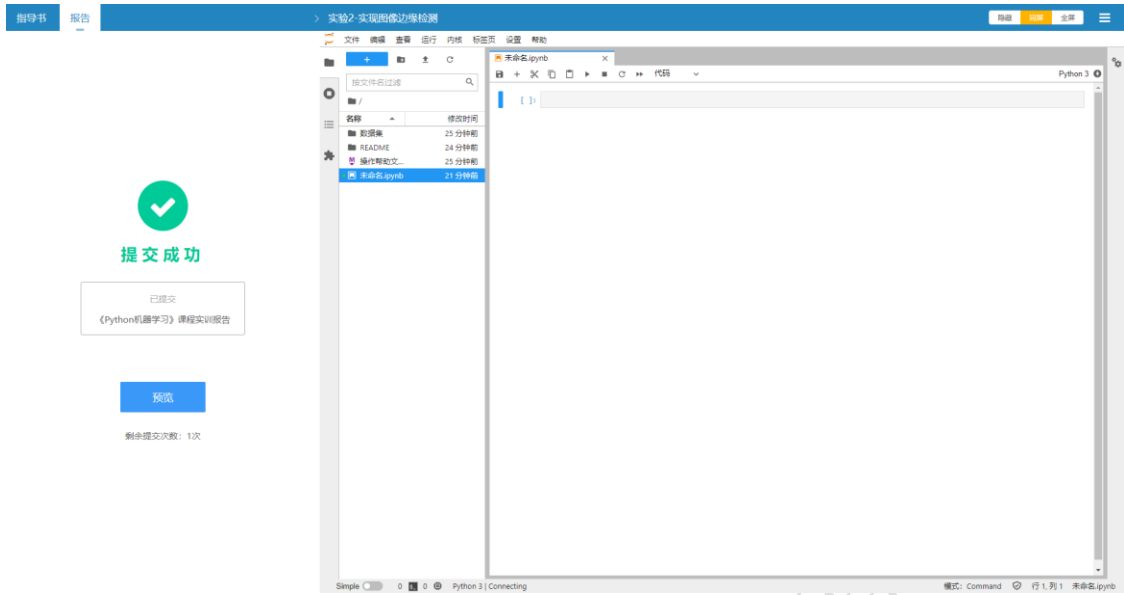 指导书 报告 > 实验2-实现图像边缘检测 隐藏 同屏 全屏
文件 编辑 查看 运行 内核 标签页 设置 帮助
+ 未命名.ipynb ×
代码 Python 3
按文件名过滤
/
[ ]:
名称 修改时间
数据集 25 分钟前
README 24 分钟前
操作帮助文... 25 分钟前
未命名.ipynb 21 分钟前
提交成功
已提交
《Python机器学习》课程实训报告
预览
剩余提交次数：1次
Simple 0 0 Python 3 | Connecting 模式: Command 行 1, 列 1 未命名.ipynb